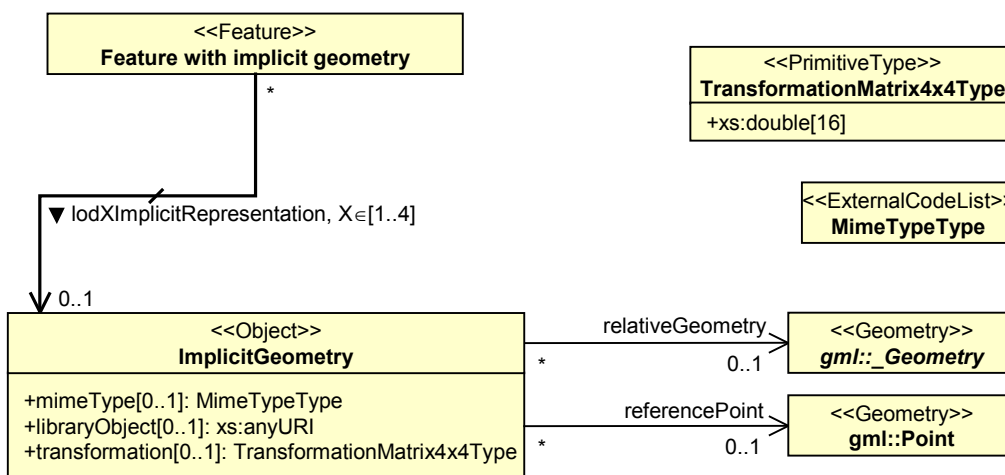 <<Feature>>
Feature with implicit geometry
*
▼ lodXImplicitRepresentation, X∈[1..4]
0..1
<<PrimitiveType>>
TransformationMatrix4x4Type
+xs:double[16]
<<ExternalCodeList>>
MimeTypeType
<<Object>>
ImplicitGeometry
+mimeType[0..1]: MimeTypeType
+libraryObject[0..1]: xs:anyURI
+transformation[0..1]: TransformationMatrix4x4Type
relativeGeometry
* 0..1
<<Geometry>>
gml::_Geometry
referencePoint
* 0..1
<<Geometry>>
gml::Point